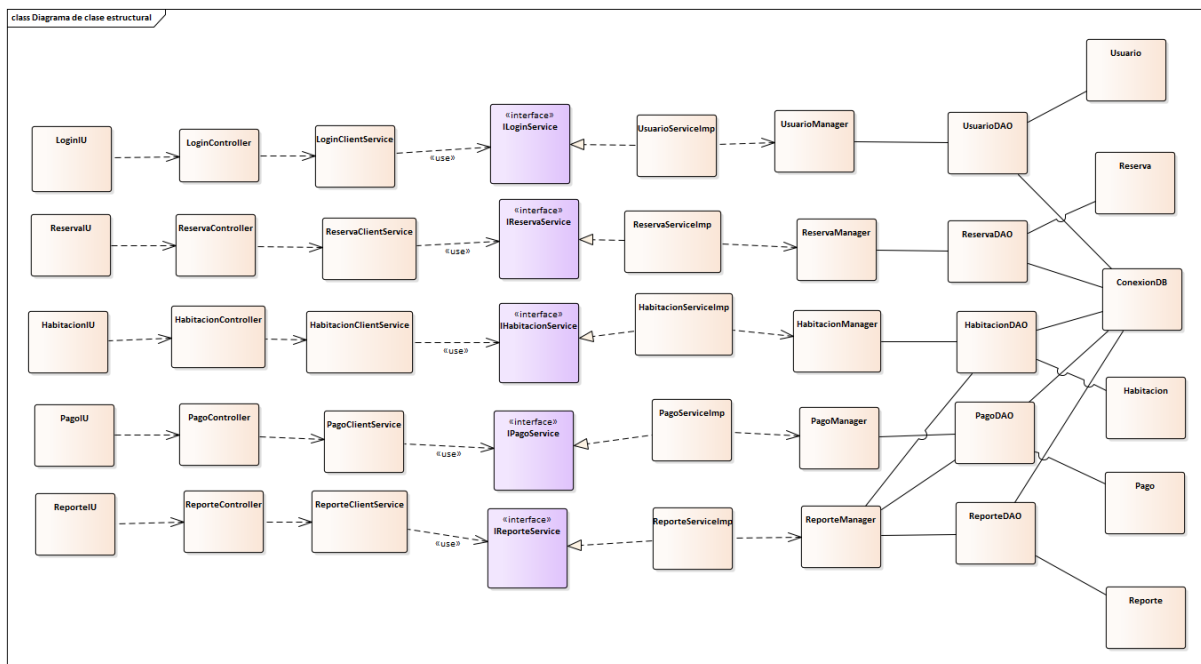 class Diagrama de clase estructural
Usuario
«interface»
ILoginService
UsuarioServiceImp
UsuarioManager
UsuarioDAO
LoginIU
LoginController
LoginClientService
«use»
Reserva
«interface»
IReservaService
ReservaIU
ReservaController
ReservaClientService
«use»
ReservaServiceImp
ReservaManager
ReservaDAO
ConexionDB
«interface»
IHabitacionService
HabitacionIU
HabitacionController
HabitacionClientService
«use»
HabitacionServiceImp
HabitacionManager
HabitacionDAO
Habitacion
«interface»
IPagoService
PagoIU
PagoController
PagoClientService
«use»
PagoServiceImp
PagoManager
PagoDAO
Pago
«interface»
IReporteService
ReporteIU
ReporteController
ReporteClientService
«use»
ReporteServiceImp
ReporteManager
ReporteDAO
Reporte